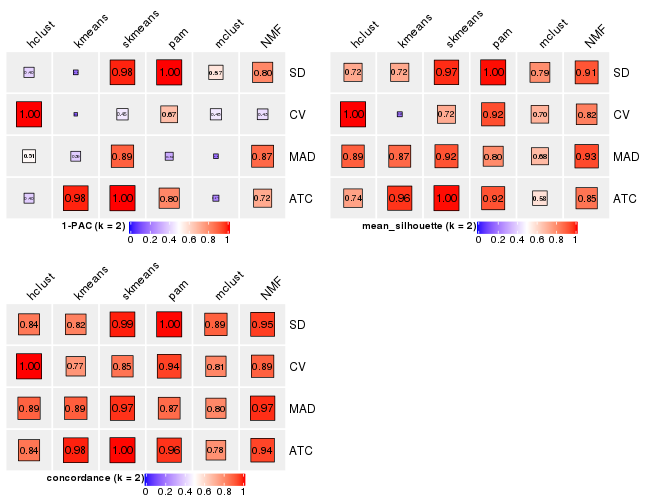 hclust kmeans skmeans pam mclust NMF
0.98 1.00 0.57 0.80 SD
1.00 0.67 CV
0.51 0.89 0.87 MAD
0.98 1.00 0.80 0.72 ATC
1-PAC (k = 2)
0 0.2 0.4 0.6 0.8 1
hclust kmeans skmeans pam mclust NMF
0.72 0.72 0.97 1.00 0.79 0.91 SD
1.00 0.72 0.92 0.70 0.82 CV
0.89 0.87 0.92 0.80 0.68 0.93 MAD
0.74 0.96 1.00 0.92 0.58 0.85 ATC
mean_silhouette (k = 2)
0 0.2 0.4 0.6 0.8 1
hclust kmeans skmeans pam mclust NMF
0.84 0.82 0.99 1.00 0.89 0.95 SD
1.00 0.77 0.85 0.94 0.81 0.89 CV
0.89 0.89 0.97 0.87 0.80 0.97 MAD
0.84 0.98 1.00 0.96 0.78 0.94 ATC
concordance (k = 2)
0 0.2 0.4 0.6 0.8 1